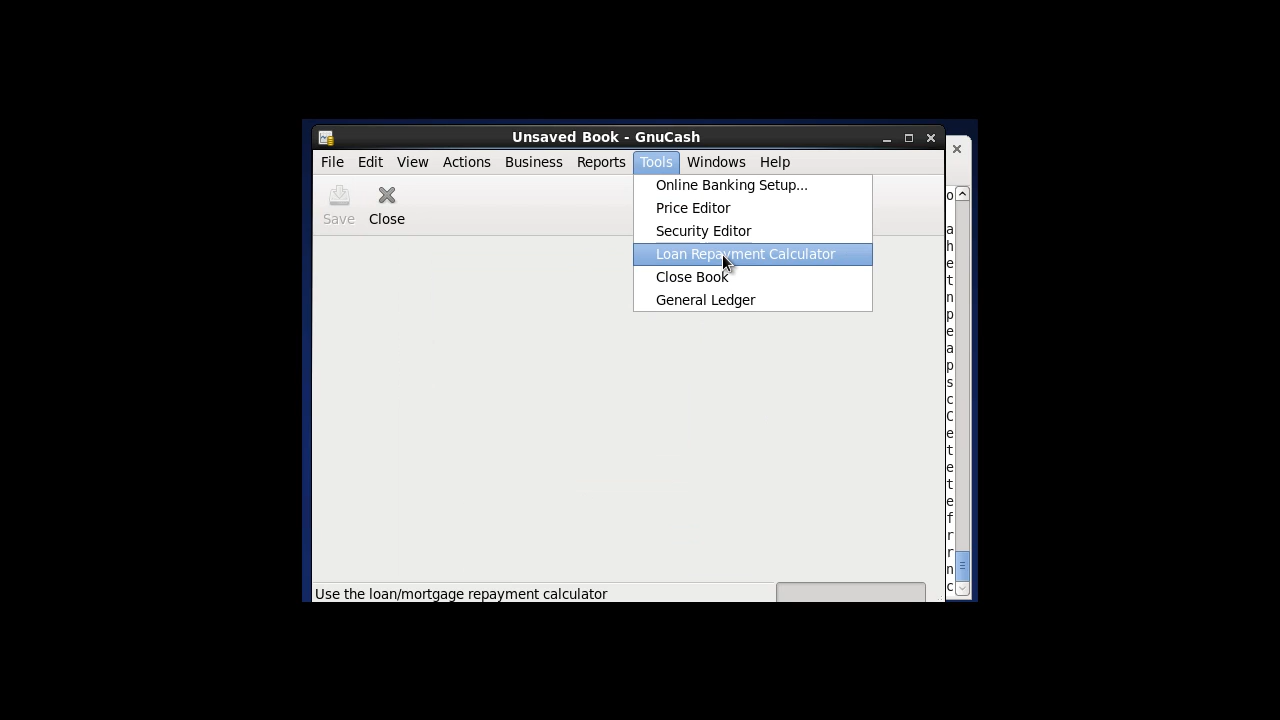 Unsaved Book - GnuCash
File Edit View Actions Business Reports Tools Windows Help
Save Close
Online Banking Setup...
Price Editor
Security Editor
Loan Repayment Calculator
Close Book
General Ledger
Use the loan/mortgage repayment calculator
o
a
h
e
t
n
p
e
a
p
s
c
C
e
t
e
t
e
f
r
r
n
c